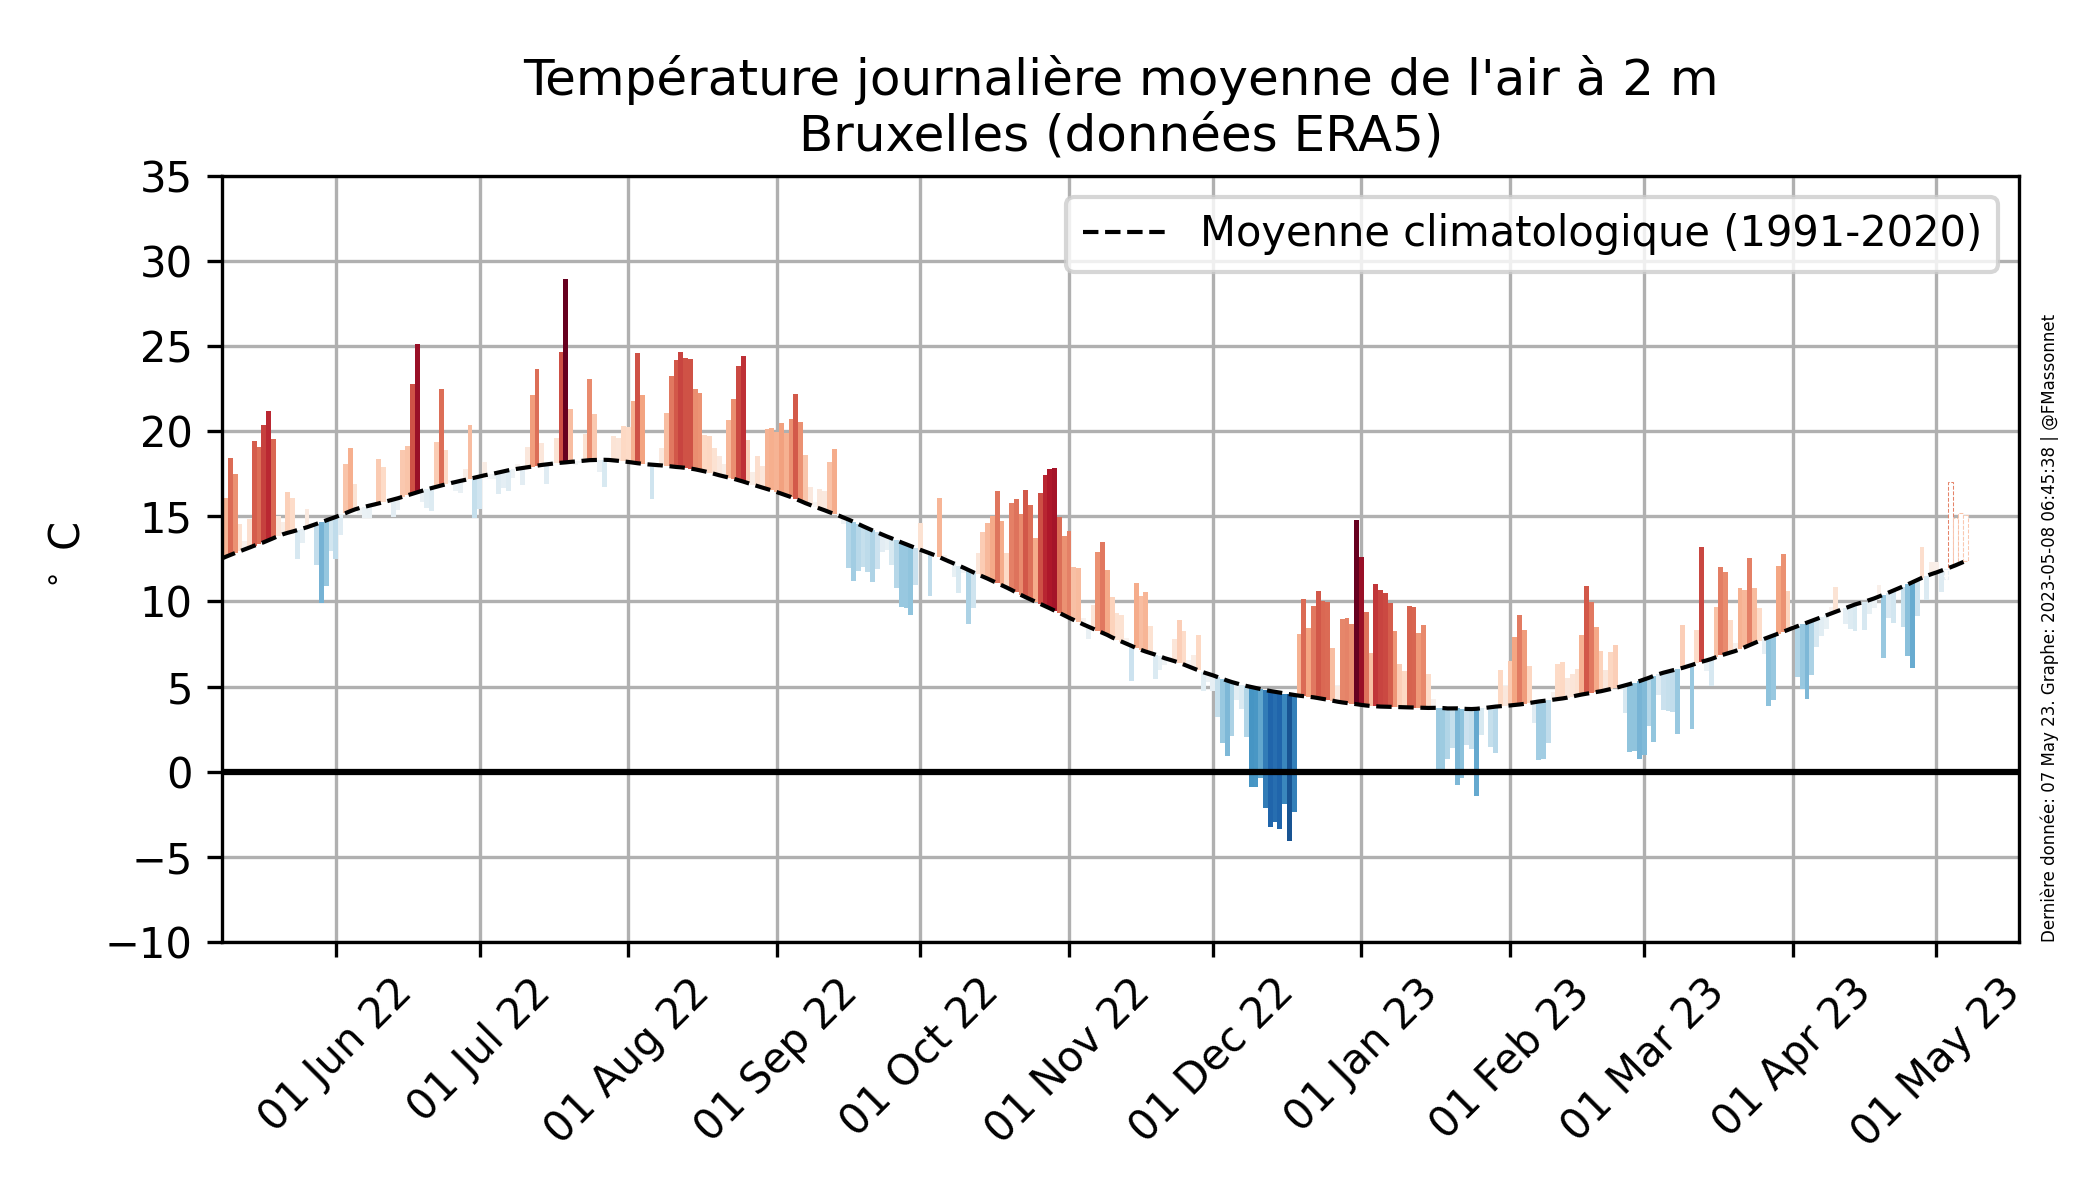 Température journalière moyenne de l'air à 2 m
Bruxelles (données ERA5)
Moyenne climatologique (1991-2020)
35
30
25
20
15
10
5
0
−5
−10
° C
01 Jun 22
01 Jul 22
01 Aug 22
01 Sep 22
01 Oct 22
01 Nov 22
01 Dec 22
01 Jan 23
01 Feb 23
01 Mar 23
01 Apr 23
01 May 23
Dernière donnée: 07 May 23. Graphe: 2023-05-08 06:45:38 | @FMassonnet